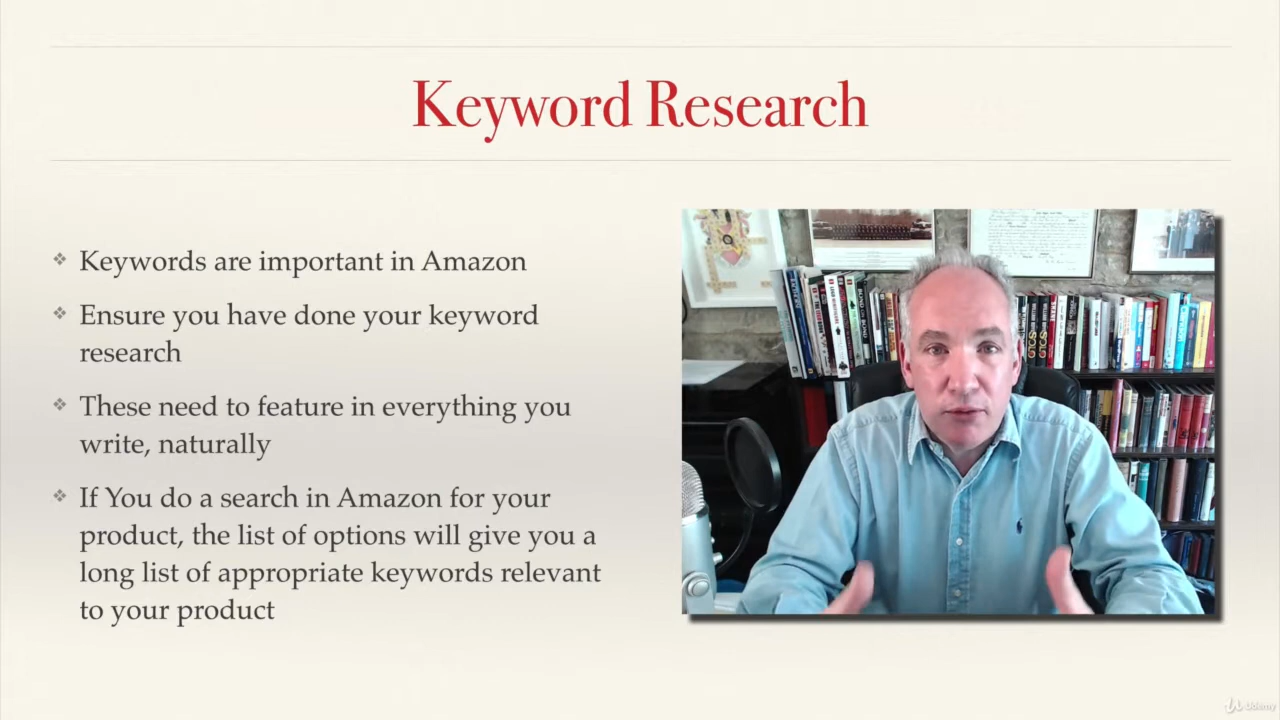 Keyword Research
Keywords are important in Amazon
Ensure you have done your keyword
research
These need to feature in everything you
write, naturally
If You do a search in Amazon for your
product, the list of options will give you a
long list of appropriate keywords relevant
to your product
SOLO
Udemy